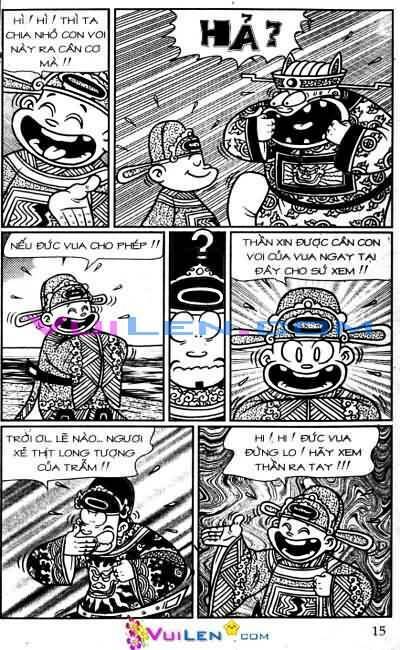 HÌ! HÌ! THÌ TA
CHIA NHỎ CON VOI
NÀY RA CÂN CƠ
MÀ!!
HẢ?
NẾU ĐỨC VUA CHO PHÉP!!
?
THẦN XIN ĐƯỢC CÂN CON
VOI CỦA VUA NGAY TẠI
ĐÂY CHO SỨ XEM!!
VUILEN.COM
TRỜI ƠI.. LẼ NÀO.. NGƯƠI
XẺ THỊT LONG TƯỢNG
CỦA TRẪM!!
HI, HI! ĐỨC VUA
ĐỪNG LO! HÃY XEM
THẦN RA TAY!!!
15
VUILEN.COM